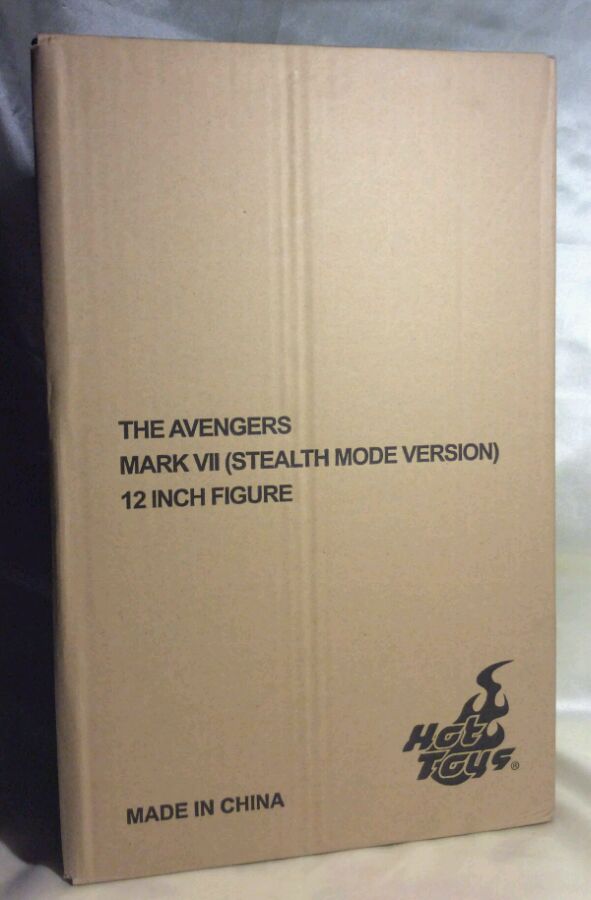 THE AVENGERS
MARK VII (STEALTH MODE VERSION)
12 INCH FIGURE
Hot
Toys®
MADE IN CHINA